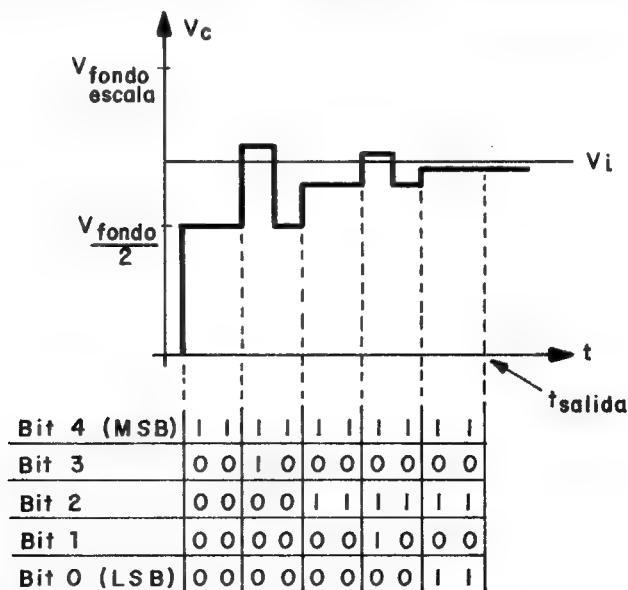 Vc
Vfondo
escala
Vi
Vfondo
2
t
tsalida
Bit 4 (MSB) 1 1 1 1 1 1 1 1 1 1
Bit 3 0 0 1 0 0 0 0 0 0 0
Bit 2 0 0 0 0 1 1 1 1 1 1
Bit 1 0 0 0 0 0 0 1 0 0 0
Bit 0 (LSB) 0 0 0 0 0 0 0 0 1 1